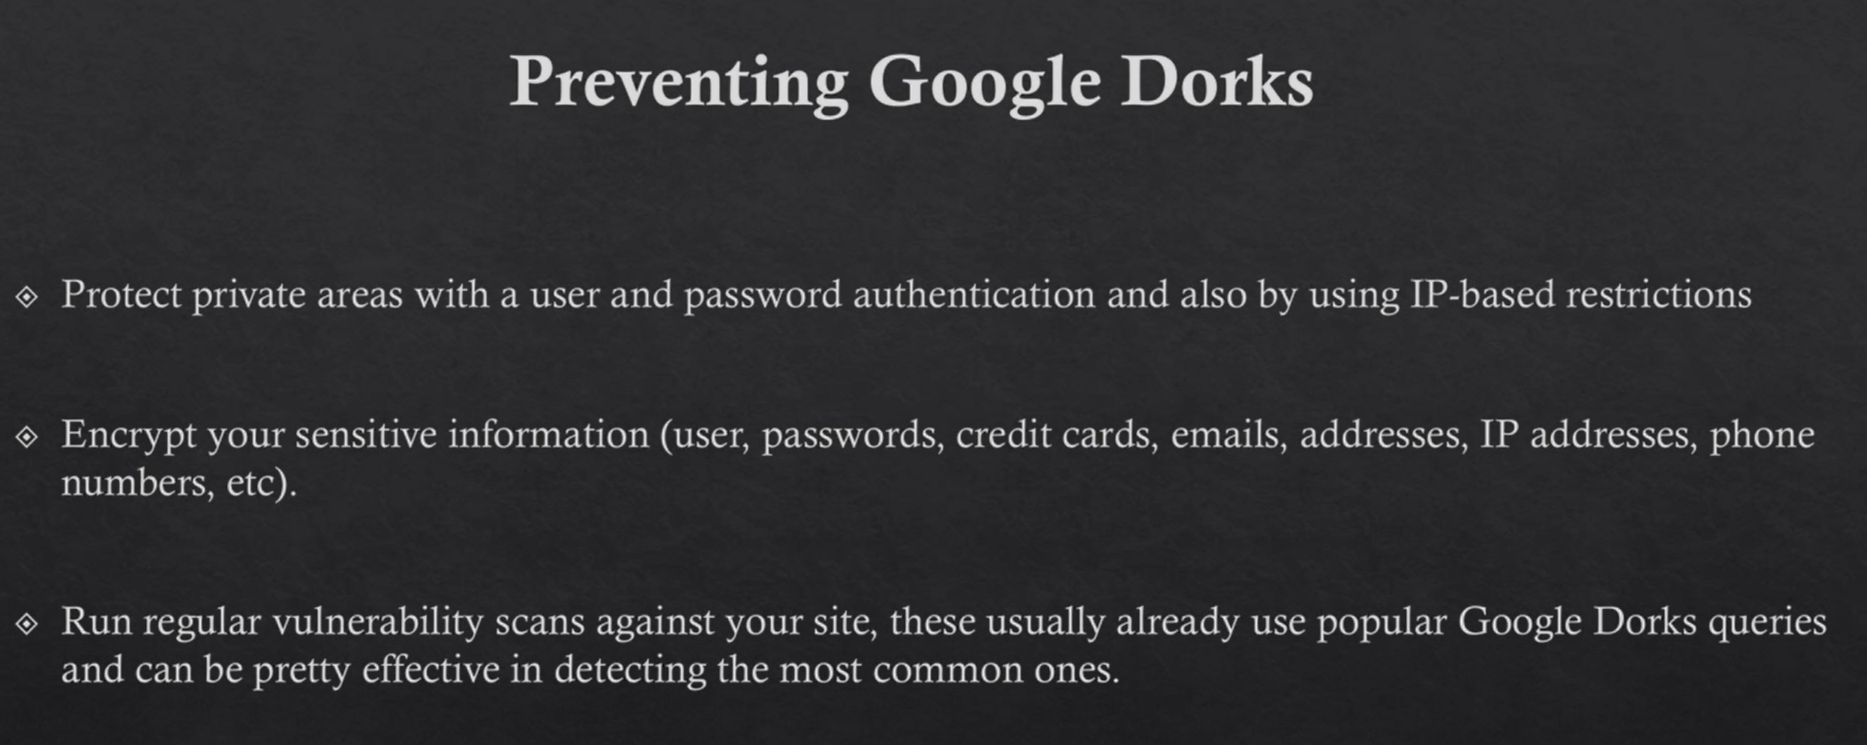 Preventing Google Dorks
Protect private areas with a user and password authentication and also by using IP-based restrictions
Encrypt your sensitive information (user, passwords, credit cards, emails, addresses, IP addresses, phone
numbers, etc).
Run regular vulnerability scans against your site, these usually already use popular Google Dorks queries
and can be pretty effective in detecting the most common ones.